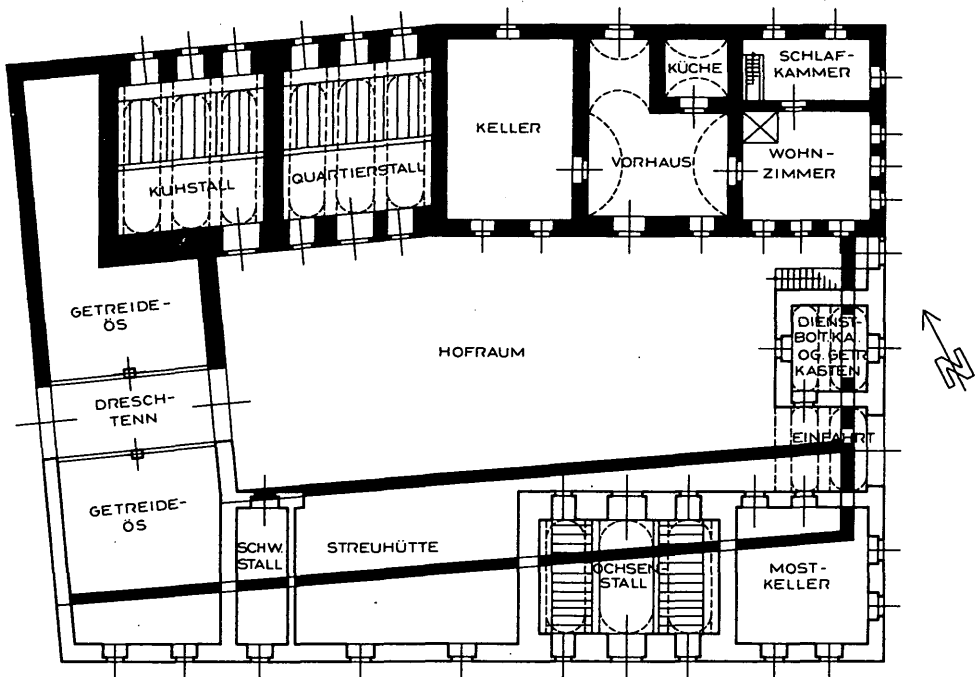 SCHLAF-
KAMMER
KÜCHE
KELLER
VORHAUS
WOHN-
ZIMMER
KUHSTALL
QUARTIERSTALL
GETREIDE-
ÖS
HOFRAUM
DIENST-
BOT.KA.
OG. GETR.
KASTEN
DRESCH-
TENN
EINFAHRT
GETREIDE-
ÖS
SCHW.
STALL
STREUHÜTTE
OCHSEN-
STALL
MOST-
KELLER
N